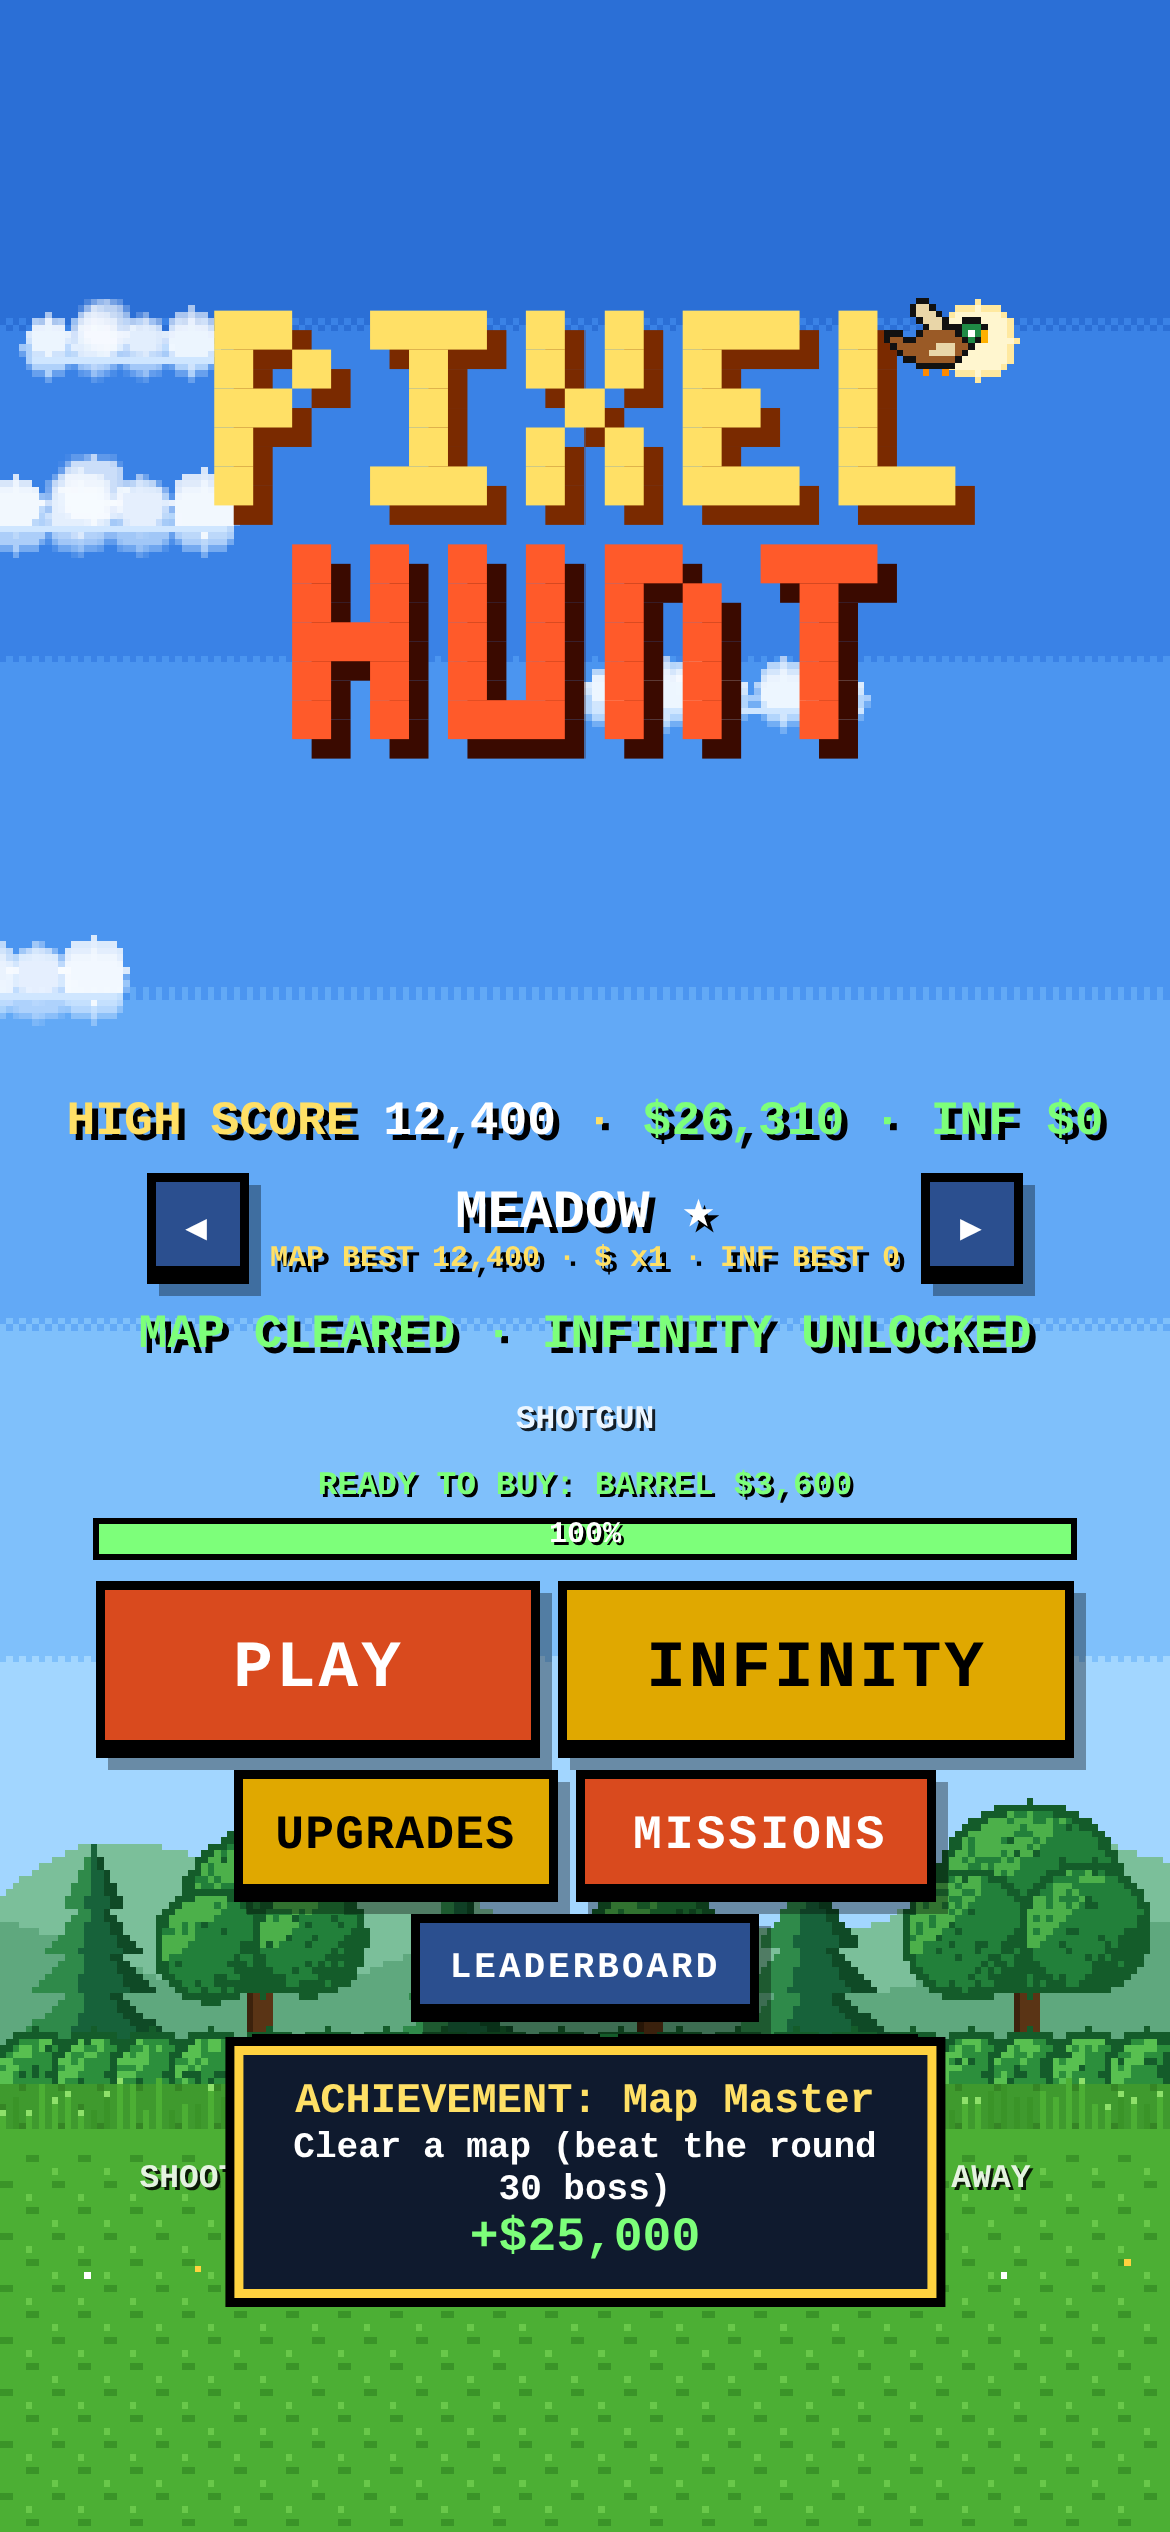 PIXEL
HUNT
HIGH SCORE 12,400 · $26,310 · INF $0
◀ MEADOW ★ ▶
MAP BEST 12,400 · $ x1 · INF BEST 0
MAP CLEARED · INFINITY UNLOCKED
SHOTGUN
READY TO BUY: BARREL $3,600
100%
PLAY INFINITY
UPGRADES MISSIONS
LEADERBOARD
ACHIEVEMENT: Map Master
Clear a map (beat the round
30 boss)
+$25,000
AWAY